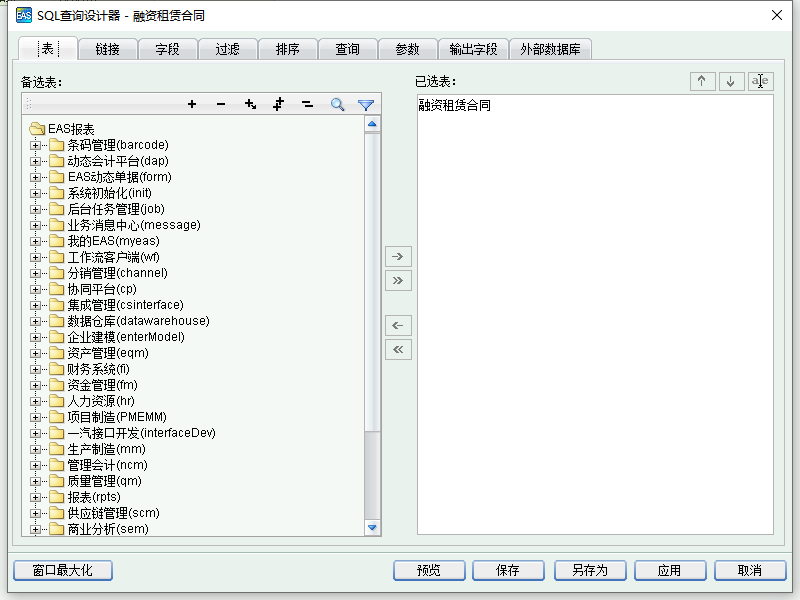 EAS SQL查询设计器 - 融资租赁合同
表 链接 字段 过滤 排序 查询 参数 输出字段 外部数据库
备选表：
已选表：
a e
融资租赁合同
EAS报表
条码管理(barcode)
动态会计平台(dap)
EAS动态单据(form)
系统初始化(init)
后台任务管理(job)
业务消息中心(message)
我的EAS(myeas)
工作流客户端(wf)
分销管理(channel)
协同平台(cp)
集成管理(csinterface)
数据仓库(datawarehouse)
企业建模(enterModel)
资产管理(eqm)
财务系统(fi)
资金管理(fm)
人力资源(hr)
项目制造(PMEMM)
一汽接口开发(interfaceDev)
生产制造(mm)
管理会计(ncm)
质量管理(qm)
报表(rpts)
供应链管理(scm)
商业分析(sem)
窗口最大化 预览 保存 另存为 应用 取消